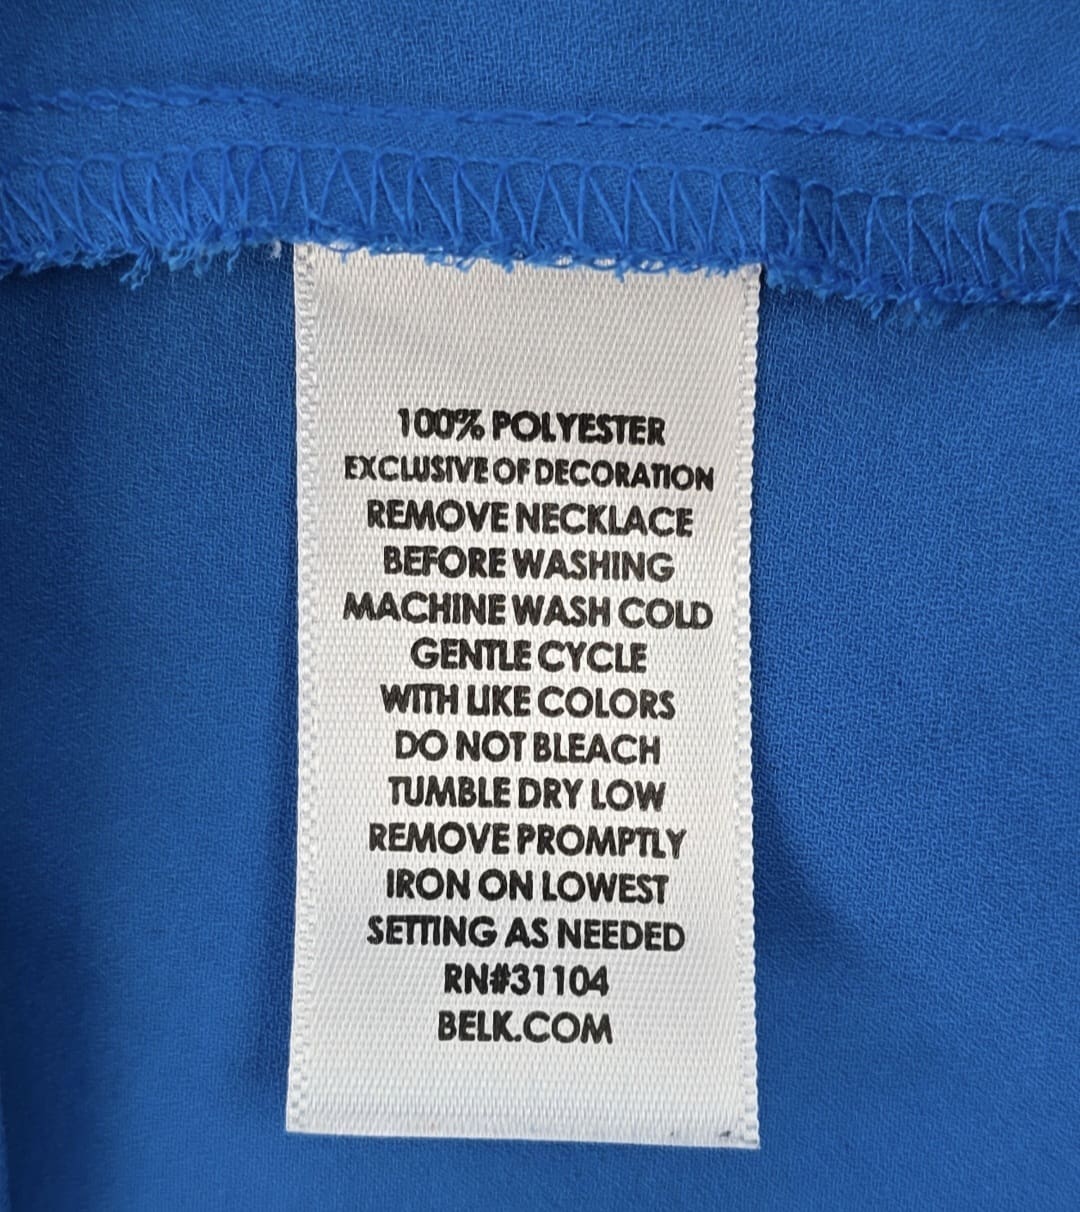 100% POLYESTER
EXCLUSIVE OF DECORATION
REMOVE NECKLACE
BEFORE WASHING
MACHINE WASH COLD
GENTLE CYCLE
WITH LIKE COLORS
DO NOT BLEACH
TUMBLE DRY LOW
REMOVE PROMPTLY
IRON ON LOWEST
SETTING AS NEEDED
RN#31104
BELK.COM